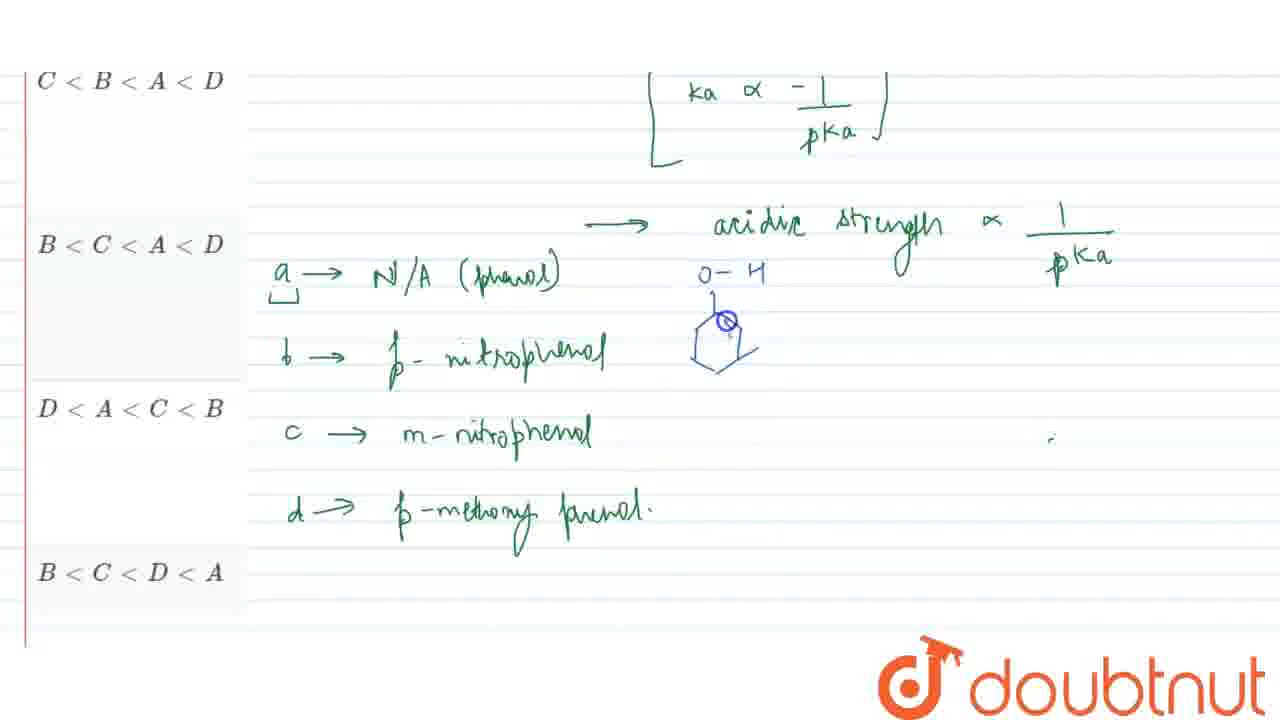 C < B < A < D
ka ∝ - 1/pKa
B < C < A < D
→ acidic strength ∝ 1/pKa
a → N/A (phenol)
O - H
b → p- nitrophenol
D < A < C < B
c → m-nitrophenol
d → p-methoxy phenol.
B < C < D < A
doubtnut